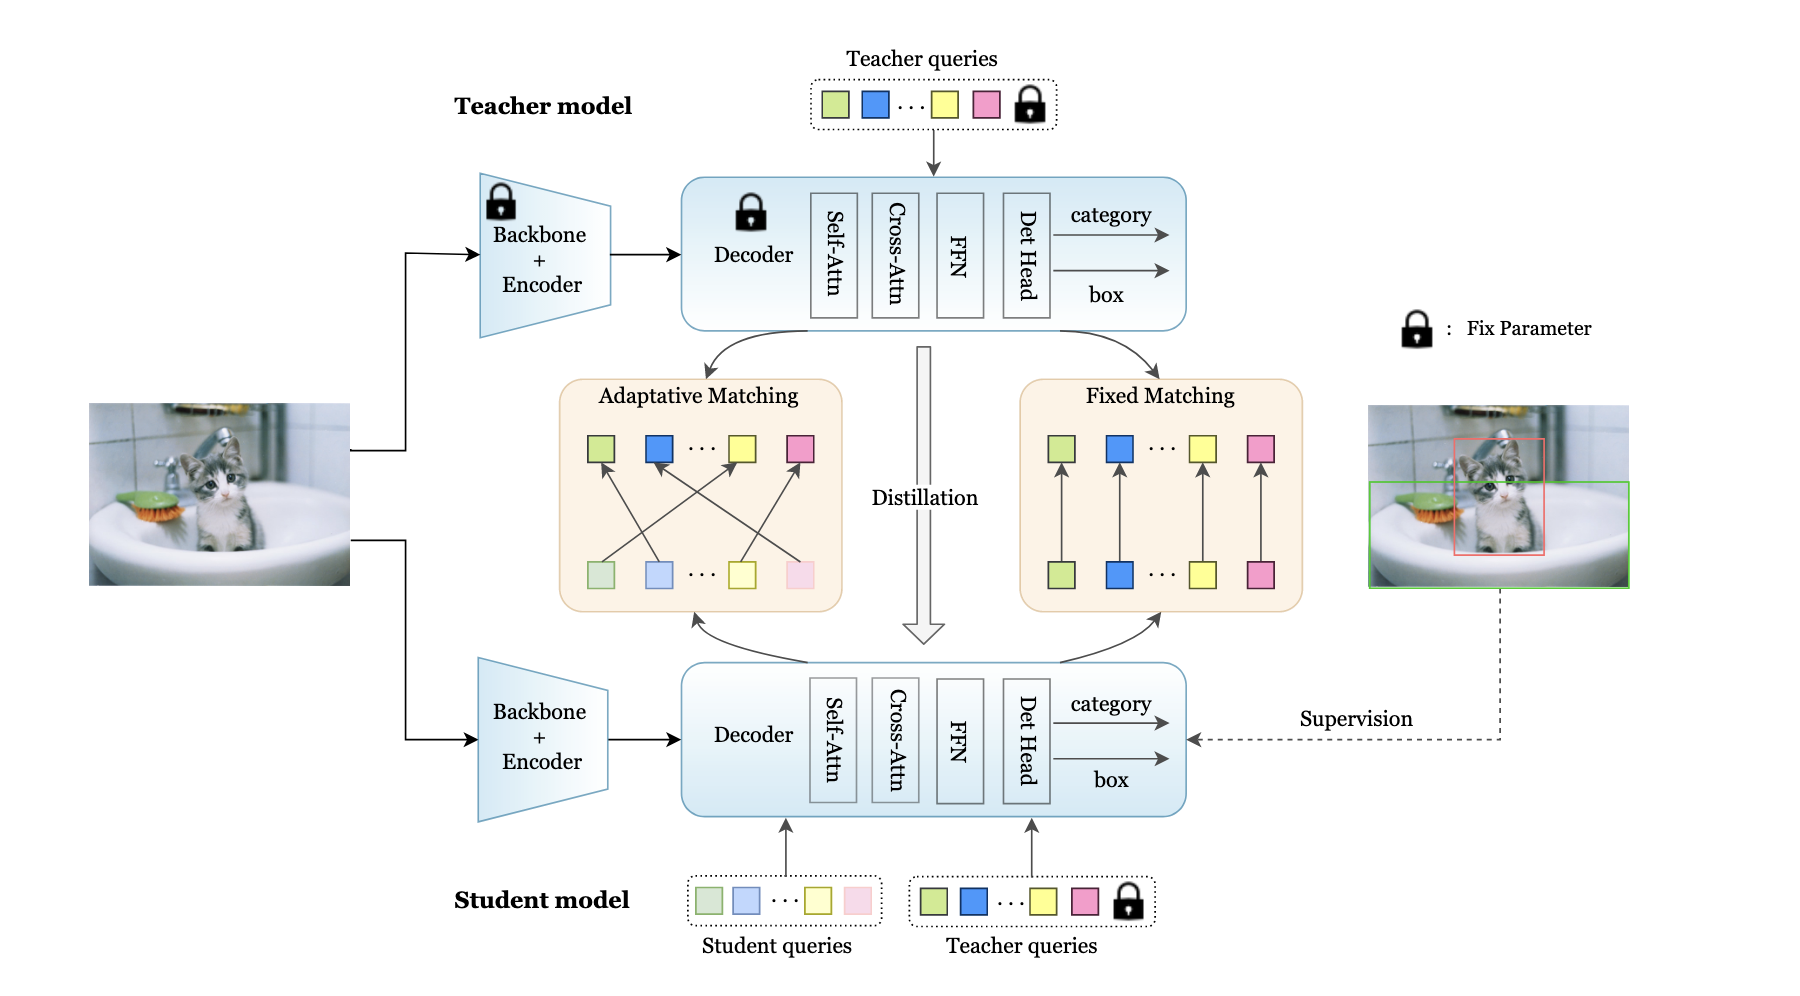 Teacher queries
...
Teacher model
Backbone
+
Encoder
Decoder
Self-Attn
Cross-Attn
FFN
Det Head
category
box
: Fix Parameter
Adaptative Matching
...
...
Distillation
Fixed Matching
...
...
Backbone
+
Encoder
Decoder
Self-Attn
Cross-Attn
FFN
Det Head
category
box
Supervision
Student model
...
Student queries
...
Teacher queries